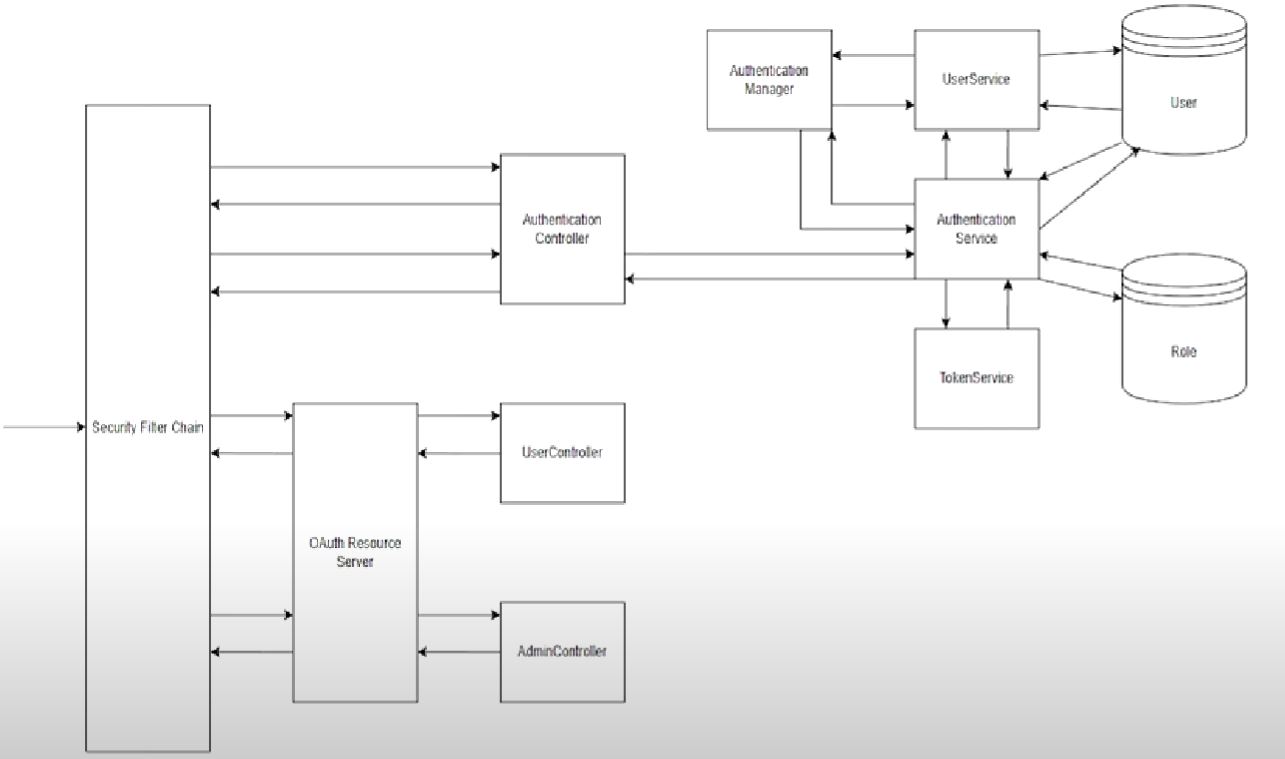 Authentication
Manager
UserService
User
Authentication
Controller
Authentication
Service
Role
TokenService
Security Filter Chain
UserController
OAuth Resource
Server
AdminController